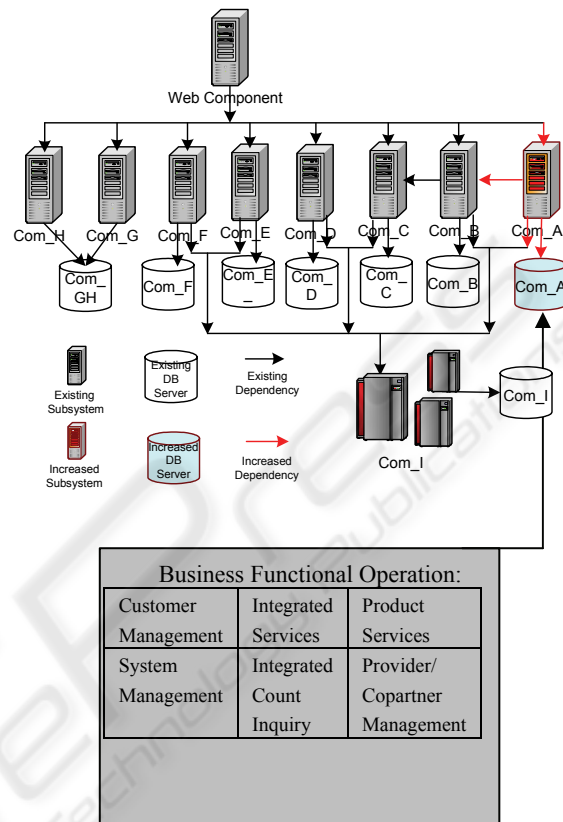 Web Component
Com_H
Com_G
Com_F
Com_E
Com_D
Com_C
Com_B
Com_A
Com_
GH
Com_F
Com_E
_
Com_
D
Com_
C
Com_B
Com_A
Existing
Subsystem
Existing
DB
Server
Existing
Dependency
Com_I
Com_I
Increased
Subsystem
Increased
DB
Server
Increased
Dependency
Business Functional Operation:
Customer
Management
Integrated
Services
Product
Services
System
Management
Integrated
Count
Inquiry
Provider/
Copartner
Management